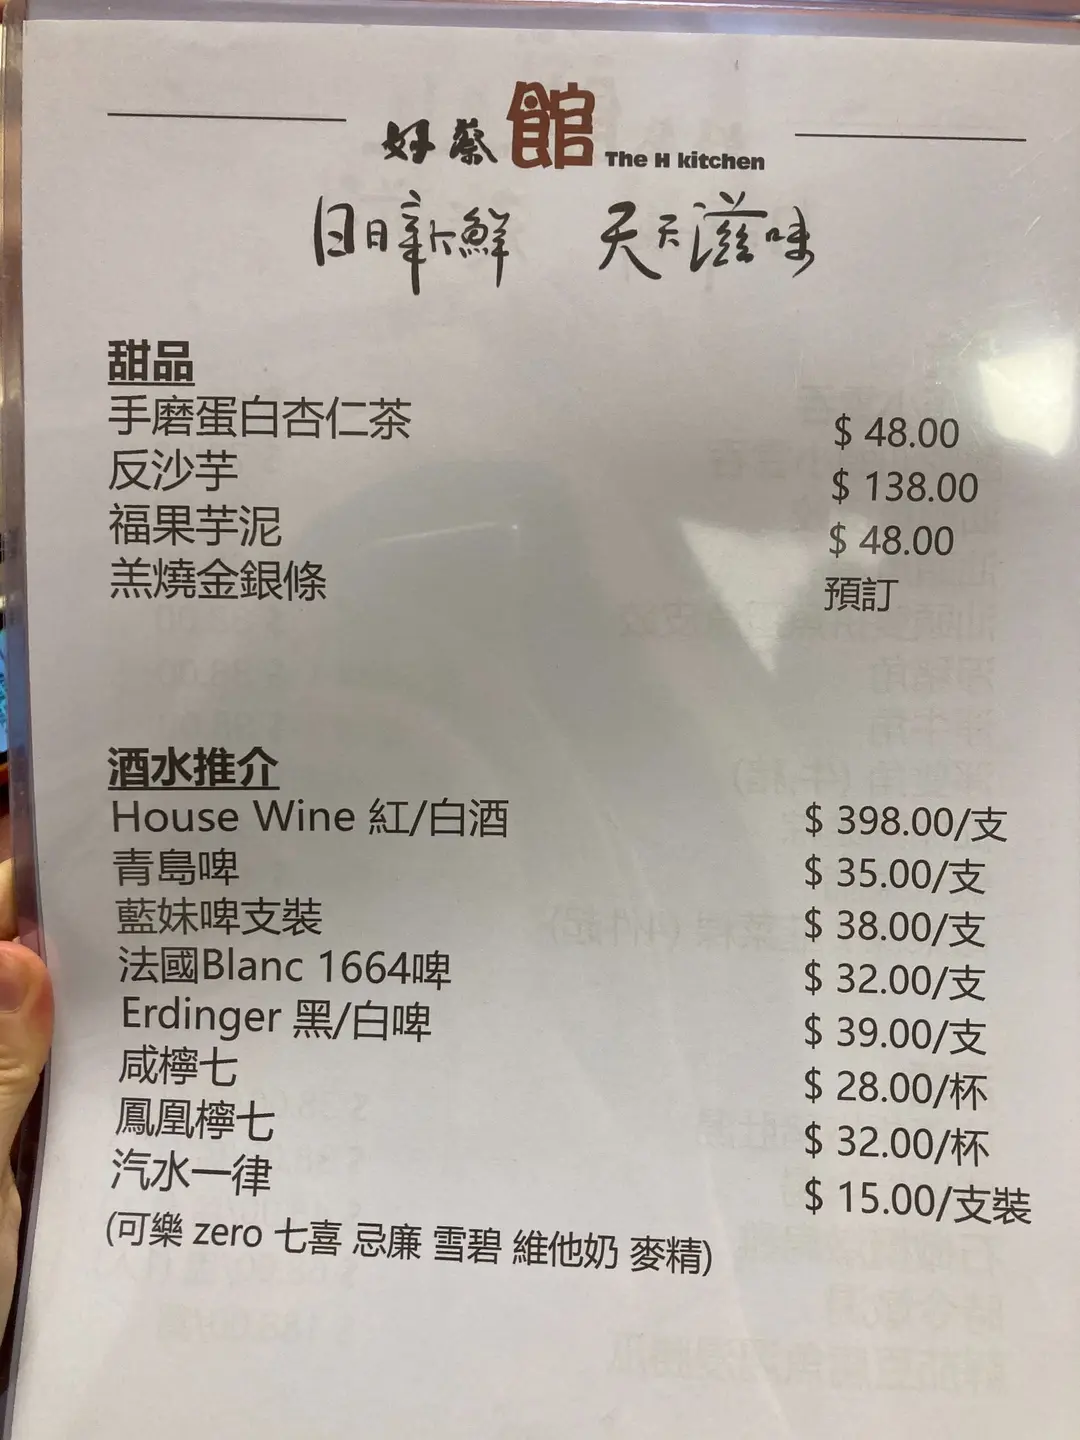 好蔡館 The H kitchen
日日新鮮 天天滋味
甜品
手磨蛋白杏仁茶 $ 48.00
反沙芋 $ 138.00
福果芋泥 $ 48.00
羔燒金銀條 預訂
酒水推介
House Wine 紅/白酒 $ 398.00/支
青島啤 $ 35.00/支
藍妹啤支裝 $ 38.00/支
法國Blanc 1664啤 $ 32.00/支
Erdinger 黑/白啤 $ 39.00/支
咸檸七 $ 28.00/杯
鳳凰檸七 $ 32.00/杯
汽水一律 $ 15.00/支裝
(可樂 zero 七喜 忌廉 雪碧 維他奶 麥精)